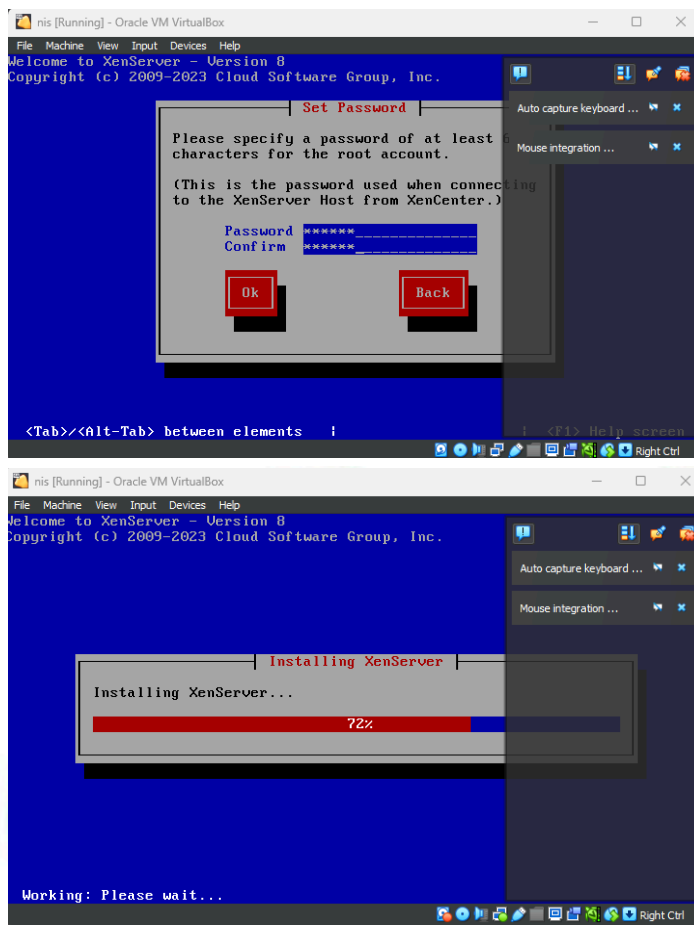 nis [Running] - Oracle VM VirtualBox
File Machine View Input Devices Help
Welcome to XenServer - Version 8
Copyright (c) 2009-2023 Cloud Software Group, Inc.
Auto capture keyboard ...
Mouse integration ...
Set Password
Please specify a password of at least 6
characters for the root account.
(This is the password used when connecting
to the XenServer Host from XenCenter.)
Password ******
Confirm ******
Ok Back
<Tab>/<Alt-Tab> between elements | | <F1> Help screen
Right Ctrl
nis [Running] - Oracle VM VirtualBox
File Machine View Input Devices Help
Welcome to XenServer - Version 8
Copyright (c) 2009-2023 Cloud Software Group, Inc.
Auto capture keyboard ...
Mouse integration ...
Installing XenServer
Installing XenServer...
72%
Working: Please wait...
Right Ctrl